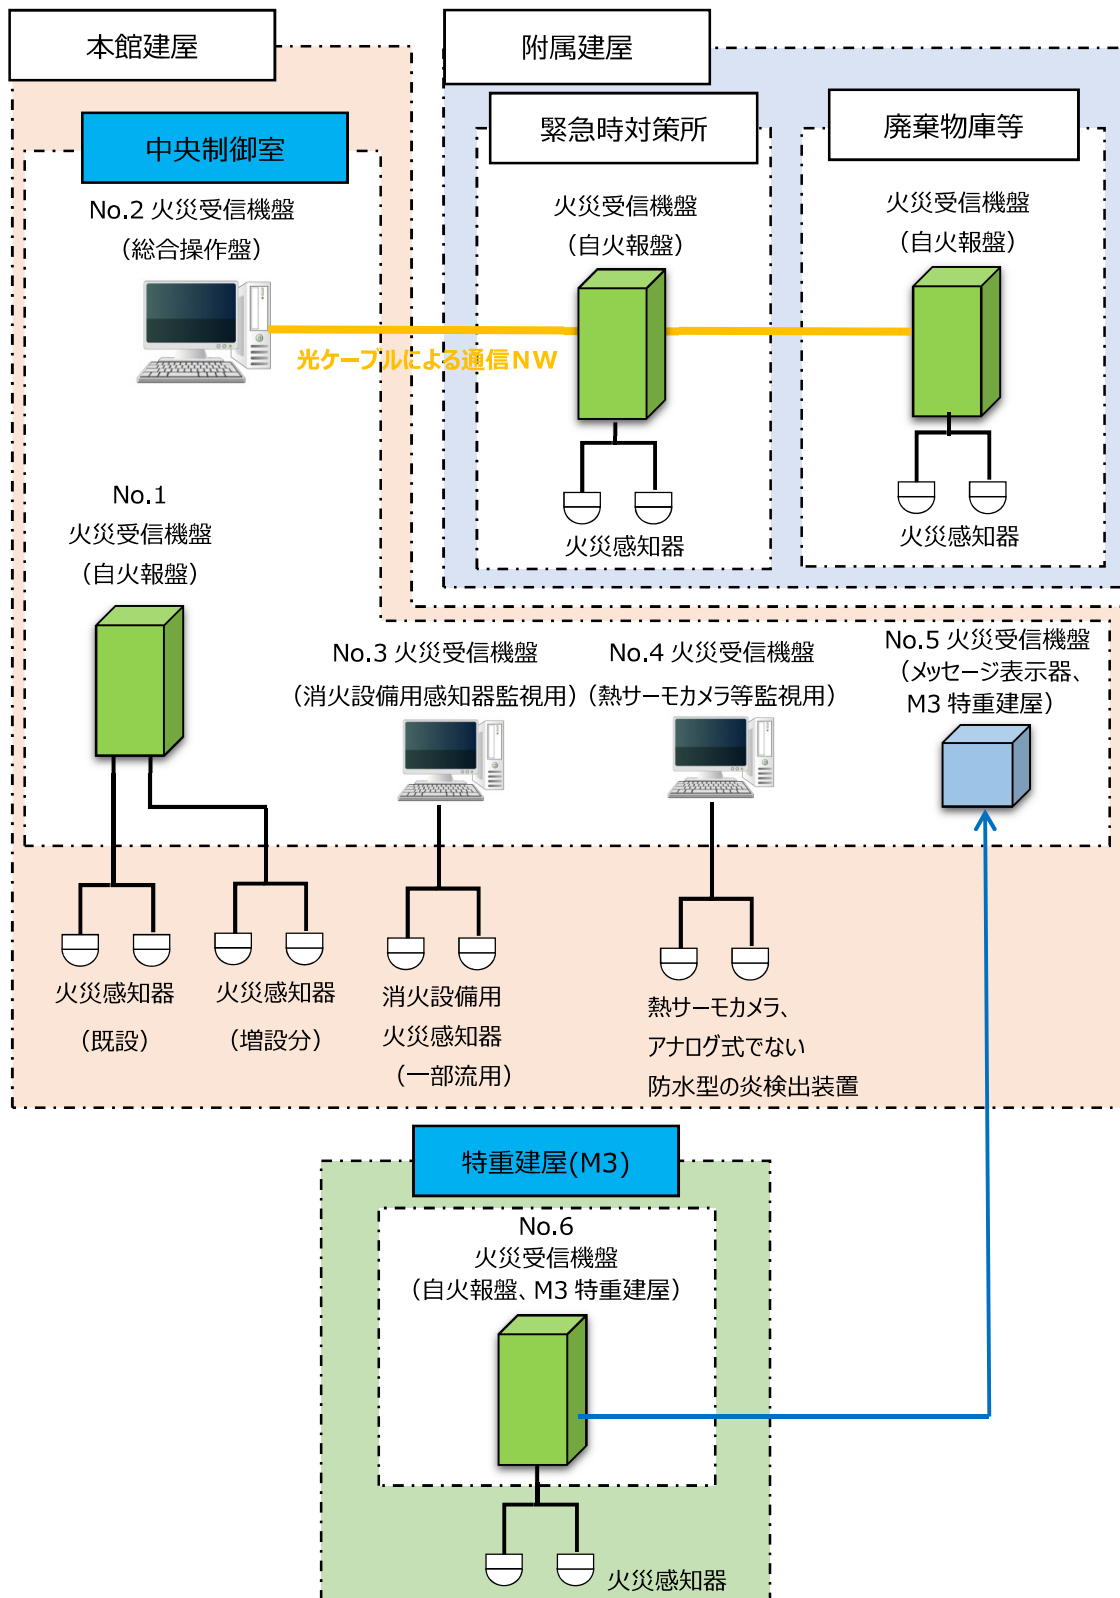 本館建屋
附属建屋
中央制御室
緊急時対策所
廃棄物庫等
No.2 火災受信機盤
（総合操作盤）
火災受信機盤
（自火報盤）
火災受信機盤
（自火報盤）
光ケーブルによる通信NW
火災感知器
火災感知器
No.1
火災受信機盤
（自火報盤）
No.3 火災受信機盤
（消火設備用感知器監視用）
No.4 火災受信機盤
（熱サーモカメラ等監視用）
No.5 火災受信機盤
（メッセージ表示器、
M3 特重建屋）
火災感知器
（既設）
火災感知器
（増設分）
消火設備用
火災感知器
（一部流用）
熱サーモカメラ、
アナログ式でない
防水型の炎検出装置
特重建屋(M3)
No.6
火災受信機盤
（自火報盤、M3 特重建屋）
火災感知器